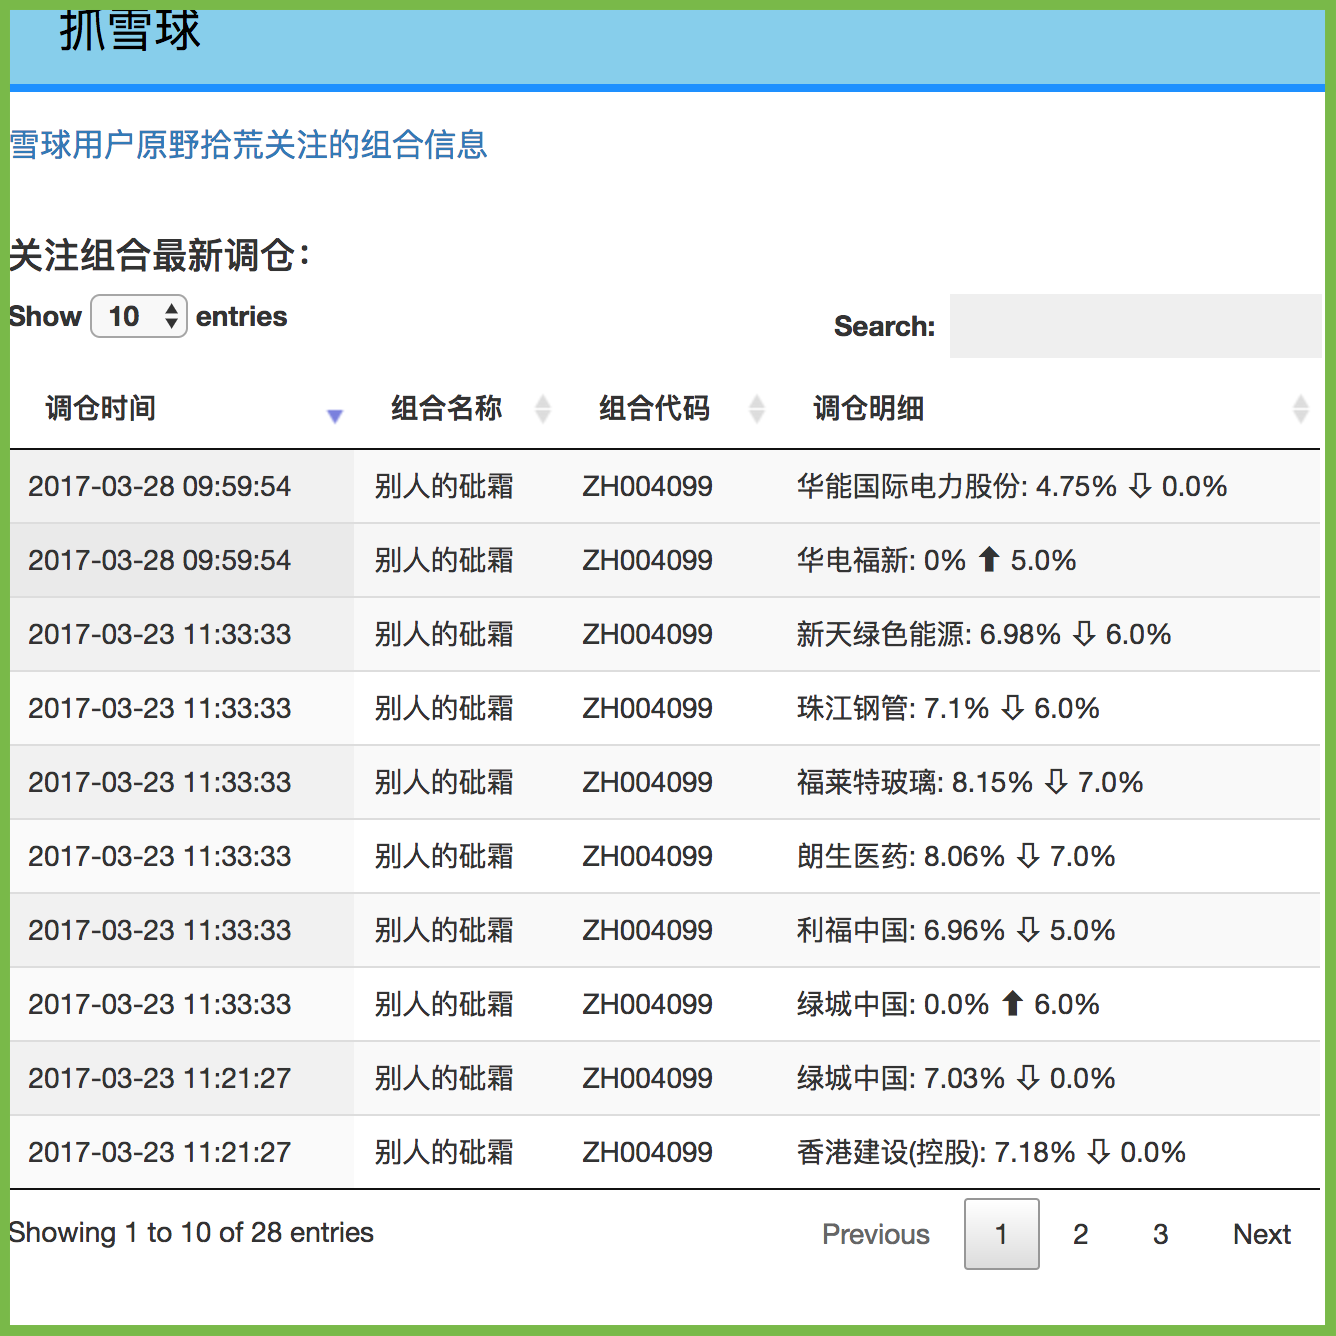 抓雪球
雪球用户原野拾荒关注的组合信息
关注组合最新调仓：
Show 10 entries
Search:
调仓时间 组合名称 组合代码 调仓明细
2017-03-28 09:59:54 别人的砒霜 ZH004099 华能国际电力股份: 4.75% ⇩ 0.0%
2017-03-28 09:59:54 别人的砒霜 ZH004099 华电福新: 0% ⬆ 5.0%
2017-03-23 11:33:33 别人的砒霜 ZH004099 新天绿色能源: 6.98% ⇩ 6.0%
2017-03-23 11:33:33 别人的砒霜 ZH004099 珠江钢管: 7.1% ⇩ 6.0%
2017-03-23 11:33:33 别人的砒霜 ZH004099 福莱特玻璃: 8.15% ⇩ 7.0%
2017-03-23 11:33:33 别人的砒霜 ZH004099 朗生医药: 8.06% ⇩ 7.0%
2017-03-23 11:33:33 别人的砒霜 ZH004099 利福中国: 6.96% ⇩ 5.0%
2017-03-23 11:33:33 别人的砒霜 ZH004099 绿城中国: 0.0% ⬆ 6.0%
2017-03-23 11:21:27 别人的砒霜 ZH004099 绿城中国: 7.03% ⇩ 0.0%
2017-03-23 11:21:27 别人的砒霜 ZH004099 香港建设(控股): 7.18% ⇩ 0.0%
Showing 1 to 10 of 28 entries
Previous 1 2 3 Next